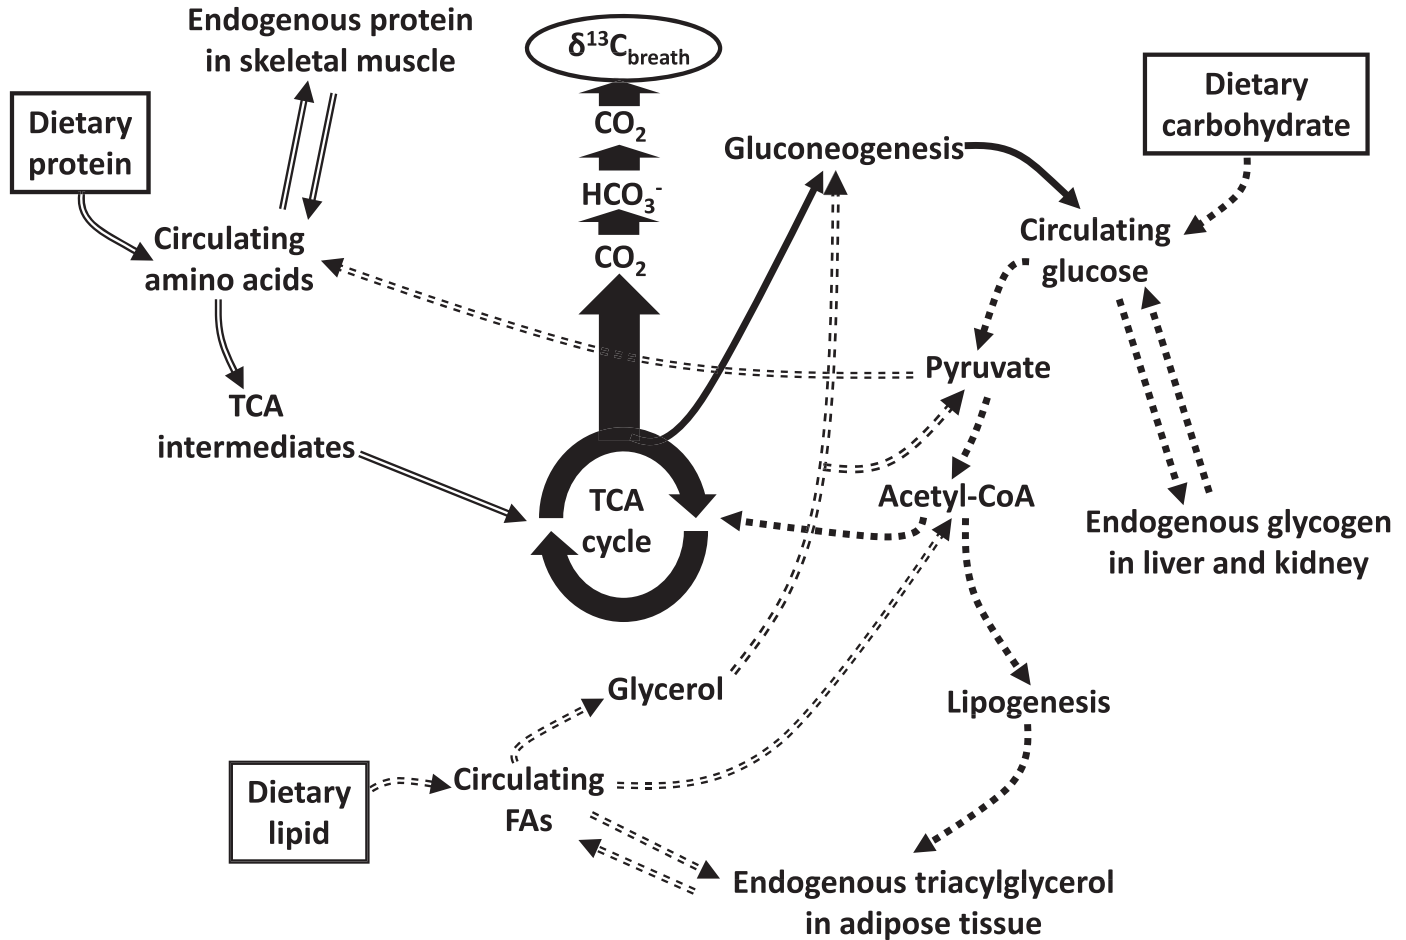 Endogenous protein
in skeletal muscle
δ¹³C_breath
Dietary
carbohydrate
Dietary
protein
CO₂
Gluconeogenesis
HCO₃⁻
Circulating
amino acids
CO₂
Circulating
glucose
Pyruvate
TCA
intermediates
TCA
cycle
Acetyl-CoA
Endogenous glycogen
in liver and kidney
Glycerol
Lipogenesis
Dietary
lipid
Circulating
FAs
Endogenous triacylglycerol
in adipose tissue